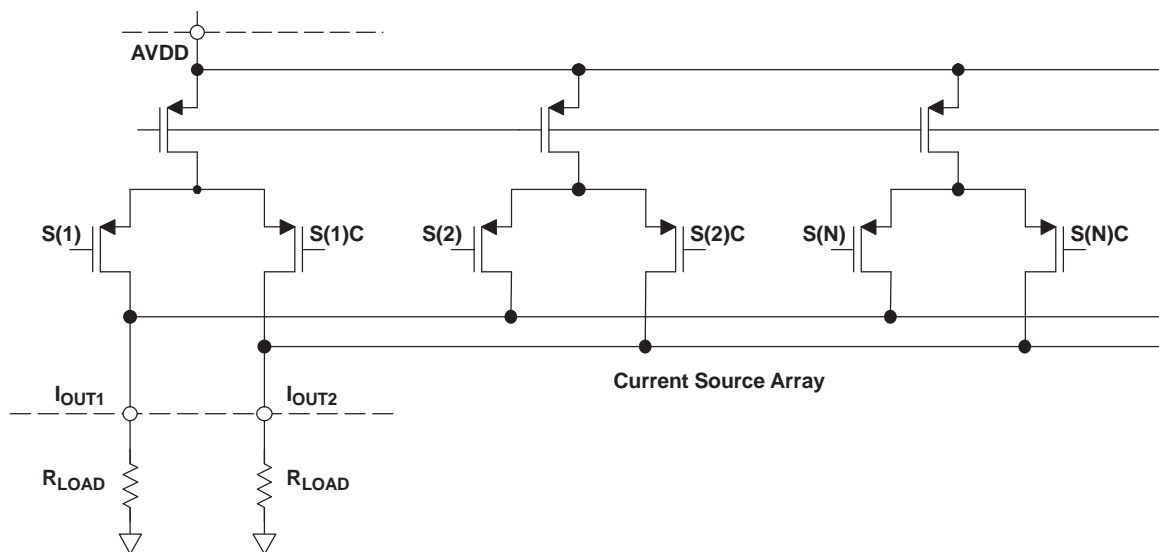 AVDD
S(1) S(1)C S(2) S(2)C S(N) S(N)C
Current Source Array
IOUT1 IOUT2
RLOAD RLOAD